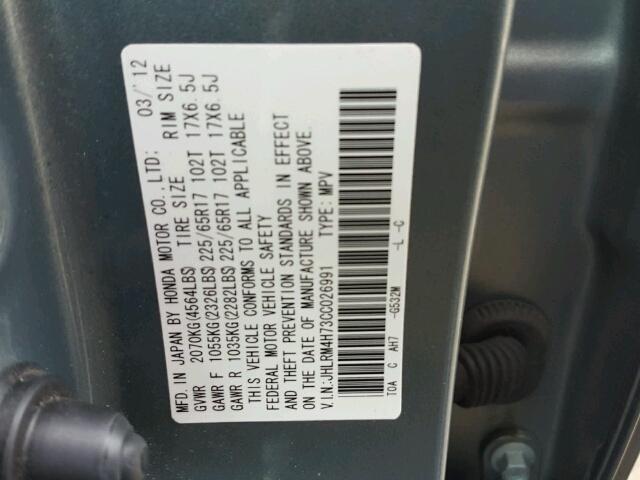 MFD. IN JAPAN BY HONDA MOTOR CO., LTD: 03/'12
TIRE SIZE RIM SIZE
GVWR 2070KG(4564LBS)
GAWR F 1055KG(2326LBS) 225/65R17 102T 17X6.5J
GAWR R 1035KG(2282LBS) 225/65R17 102T 17X6.5J
THIS VEHICLE CONFORMS TO ALL APPLICABLE
FEDERAL MOTOR VEHICLE SAFETY
AND THEFT PREVENTION STANDARDS IN EFFECT
ON THE DATE OF MANUFACTURE SHOWN ABOVE.
V.IN:JHLRM4H73CC026991 TYPE: MPV
T0A C AH7 -G532M -L -C